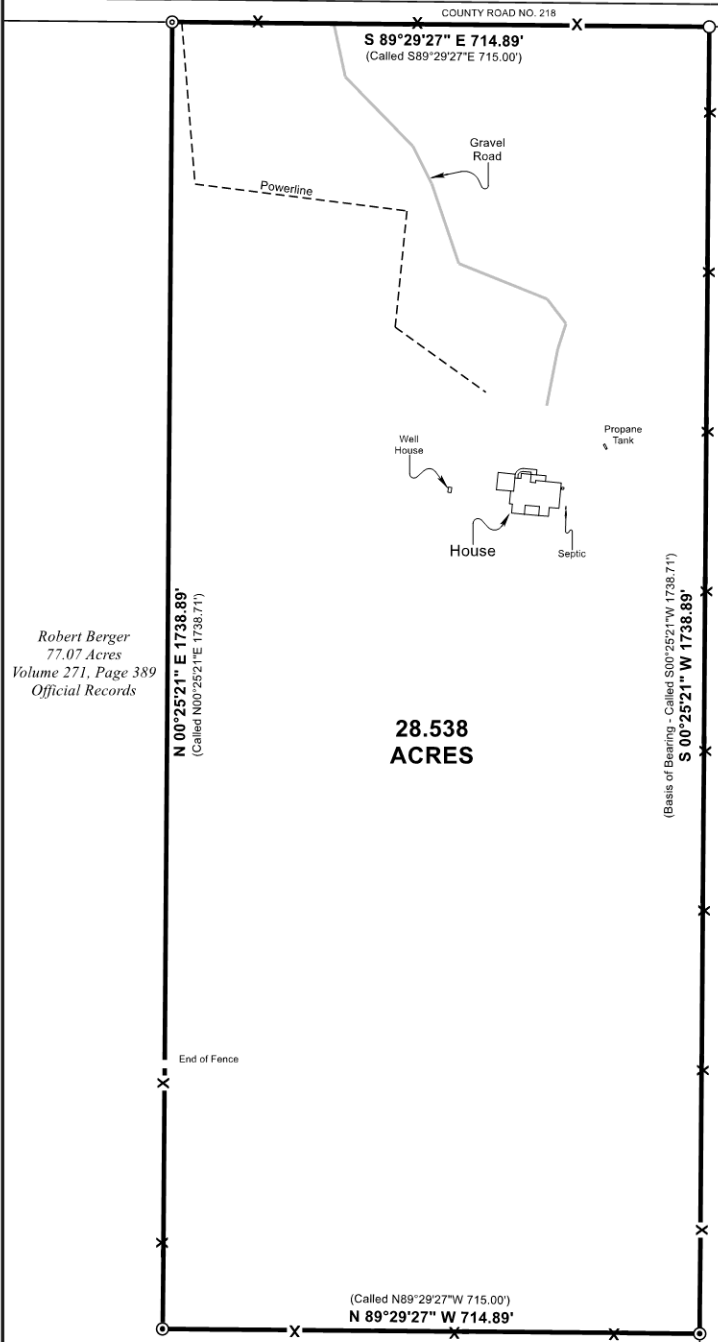 COUNTY ROAD NO. 218
S 89°29'27" E 714.89'
(Called S89°29'27"E 715.00')
Gravel
Road
Powerline
Propane
Tank
Well
House
House
Septic
N 00°25'21" E 1738.89'
(Called N00°25'21"E 1738.71')
(Basis of Bearing - Called S00°25'21"W 1738.71')
S 00°25'21" W 1738.89'
Robert Berger
77.07 Acres
Volume 271, Page 389
Official Records
28.538
ACRES
End of Fence
(Called N89°29'27"W 715.00')
N 89°29'27" W 714.89'